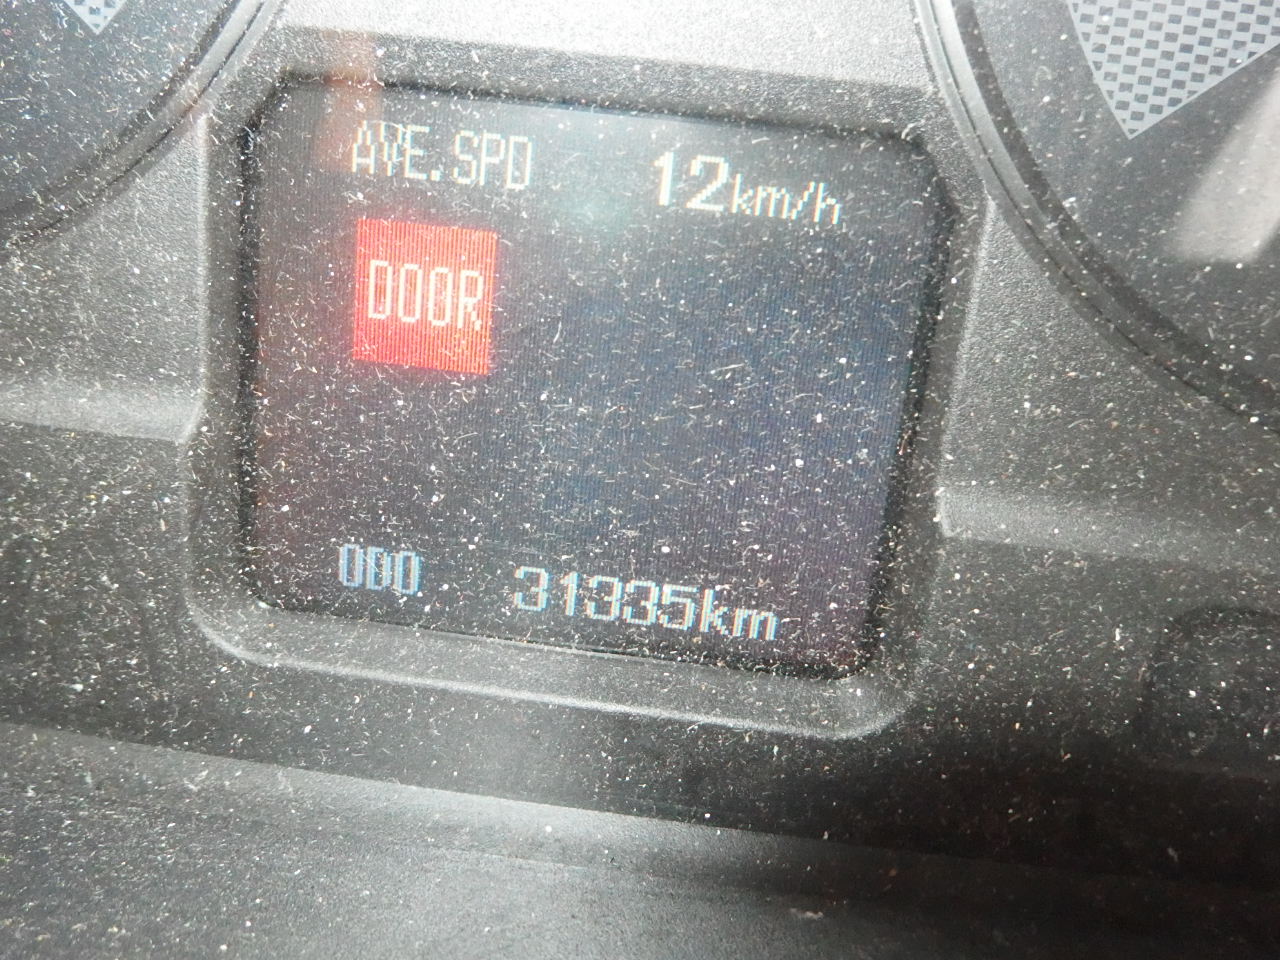 AVE.SPD 12km/h
DOOR
ODO 31335km